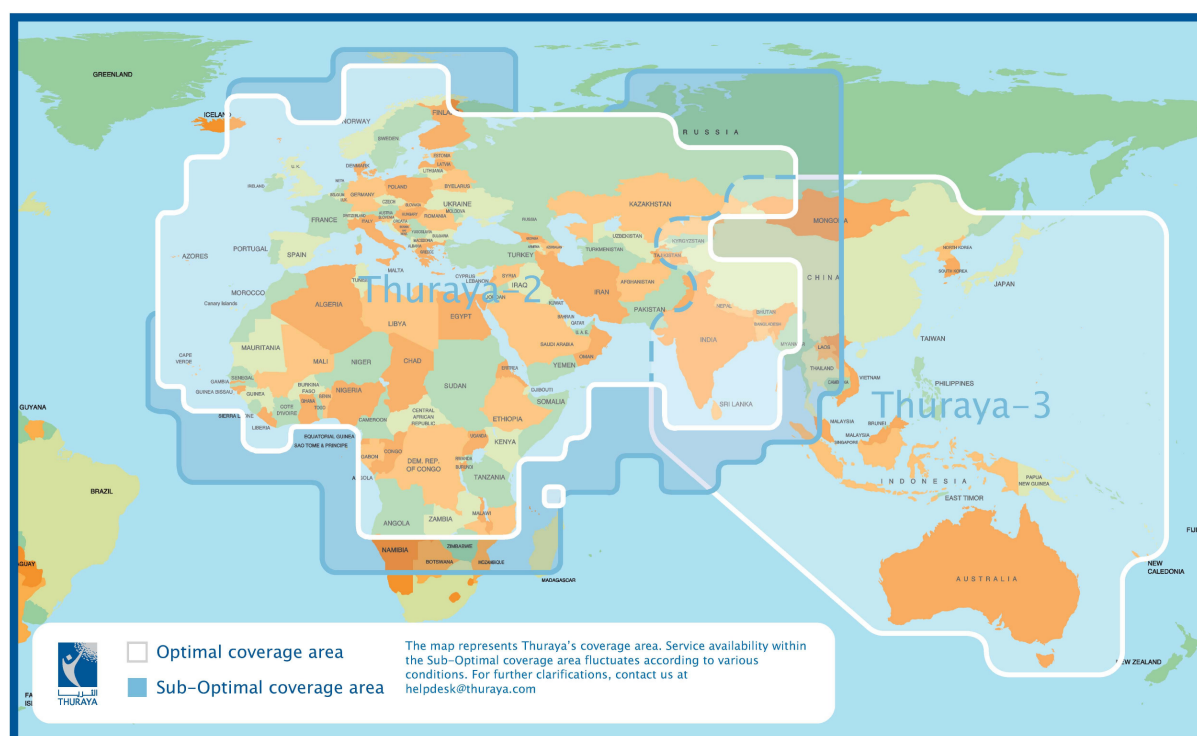 GREENLAND
ICELAND
NORWAY
FINLAND
SWEDEN
RUSSIA
U.K.
IRELAND
DENMARK
ESTONIA
LATVIA
LITHUANIA
BYELARUS
GERMANY
POLAND
UKRAINE
MOLDOVA
FRANCE
SWITZERLAND
ITALY
ROMANIA
KAZAKHSTAN
MONGOLIA
RUSSIA
PORTUGAL
SPAIN
AZORES
TURKEY
UZBEKISTAN
KYRGYZSTAN
TURKMENISTAN
TAJIKISTAN
NORTH KOREA
SOUTH KOREA
JAPAN
CHINA
MALTA
CYPRUS
LEBANON
SYRIA
IRAQ
IRAN
AFGHANISTAN
PAKISTAN
MOROCCO
Canary Islands
ALGERIA
LIBYA
EGYPT
JORDAN
KUWAIT
BAHRAIN
QATAR
U.A.E.
SAUDI ARABIA
OMAN
YEMEN
NEPAL
BHUTAN
BANGLADESH
INDIA
MYANMAR
LAOS
THAILAND
VIETNAM
TAIWAN
PHILIPPINES
Thuraya-2
Thuraya-3
CAPE
VERDE
MAURITANIA
MALI
NIGER
CHAD
SUDAN
ERITREA
DJIBOUTI
SOMALIA
SENEGAL
GAMBIA
GUINEA BISSAU
GUINEA
SIERRA LEONE
LIBERIA
COTE
D'IVOIRE
BURKINA
FASO
GHANA
TOGO
BENIN
NIGERIA
CAMEROON
CENTRAL
AFRICAN
REPUBLIC
ETHIOPIA
KENYA
UGANDA
EQUATORIAL GUINEA
SAO TOME & PRINCIPE
GABON
CONGO
DEM. REP.
OF CONGO
RWANDA
BURUNDI
TANZANIA
ANGOLA
ZAMBIA
MALAWI
NAMIBIA
ZIMBABWE
BOTSWANA
MOZAMBIQUE
MADAGASCAR
SRI LANKA
MALAYSIA
BRUNEI
MALAYSIA
SINGAPORE
INDONESIA
EAST TIMOR
PAPUA
NEW GUINEA
AUSTRALIA
NEW
CALEDONIA
NEW ZEALAND
GUYANA
BRAZIL
Optimal coverage area
Sub-Optimal coverage area
الثريا
THURAYA
The map represents Thuraya's coverage area. Service availability within
the Sub-Optimal coverage area fluctuates according to various
conditions. For further clarifications, contact us at
helpdesk@thuraya.com